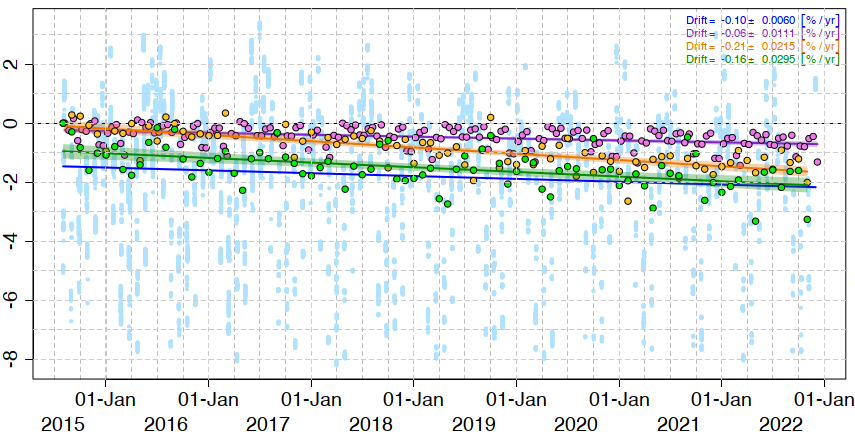 Drift= -0.10± 0.0060 [% / yr]
Drift= -0.06± 0.0111 [% / yr]
Drift= -0.21± 0.0215 [% / yr]
Drift= -0.16± 0.0295 [% / yr]
2
0
-2
-4
-6
-8
01-Jan 01-Jan 01-Jan 01-Jan 01-Jan 01-Jan 01-Jan 01-Jan
2015 2016 2017 2018 2019 2020 2021 2022